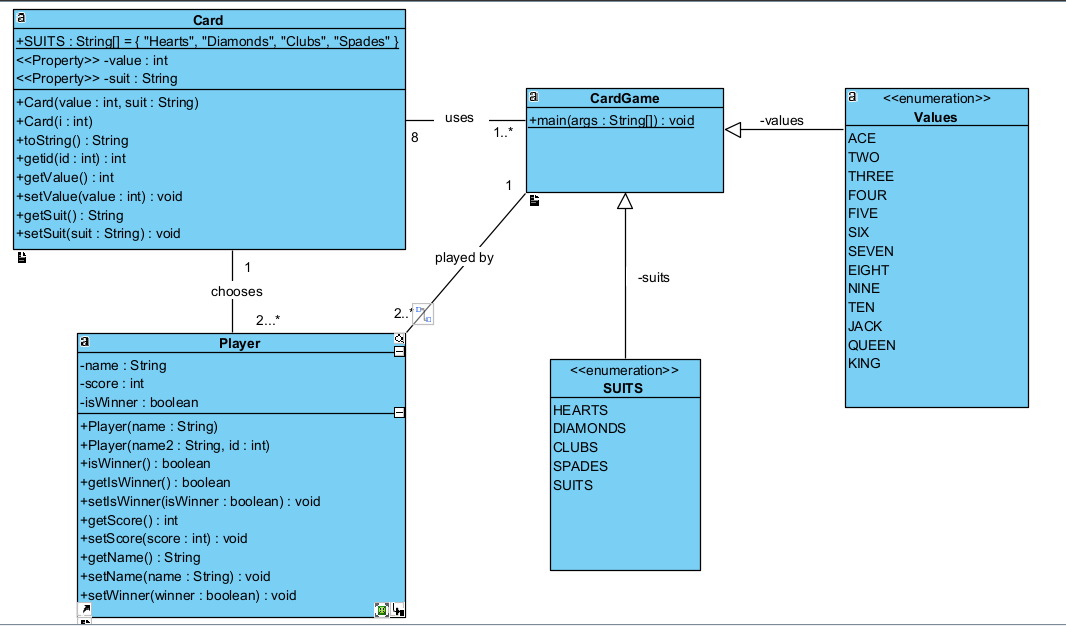 Card
+SUITS : String[] = { "Hearts", "Diamonds", "Clubs", "Spades" }
<<Property>> -value : int
<<Property>> -suit : String
+Card(value : int, suit : String)
+Card(i : int)
+toString() : String
+getid(id : int) : int
+getValue() : int
+setValue(value : int) : void
+getSuit() : String
+setSuit(suit : String) : void
uses
8
1..*
CardGame
+main(args : String[]) : void
-values
<<enumeration>>
Values
ACE
TWO
THREE
FOUR
FIVE
SIX
SEVEN
EIGHT
NINE
TEN
JACK
QUEEN
KING
1
played by
2..*
1
chooses
2...*
-suits
Player
-name : String
-score : int
-isWinner : boolean
+Player(name : String)
+Player(name2 : String, id : int)
+isWinner() : boolean
+getIsWinner() : boolean
+setIsWinner(isWinner : boolean) : void
+getScore() : int
+setScore(score : int) : void
+getName() : String
+setName(name : String) : void
+setWinner(winner : boolean) : void
<<enumeration>>
SUITS
HEARTS
DIAMONDS
CLUBS
SPADES
SUITS